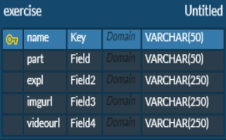 exercise Untitled
name Key Domain VARCHAR(50)
part Field Domain VARCHAR(50)
expl Field2 Domain VARCHAR(250)
imgurl Field3 Domain VARCHAR(250)
videourl Field4 Domain VARCHAR(250)